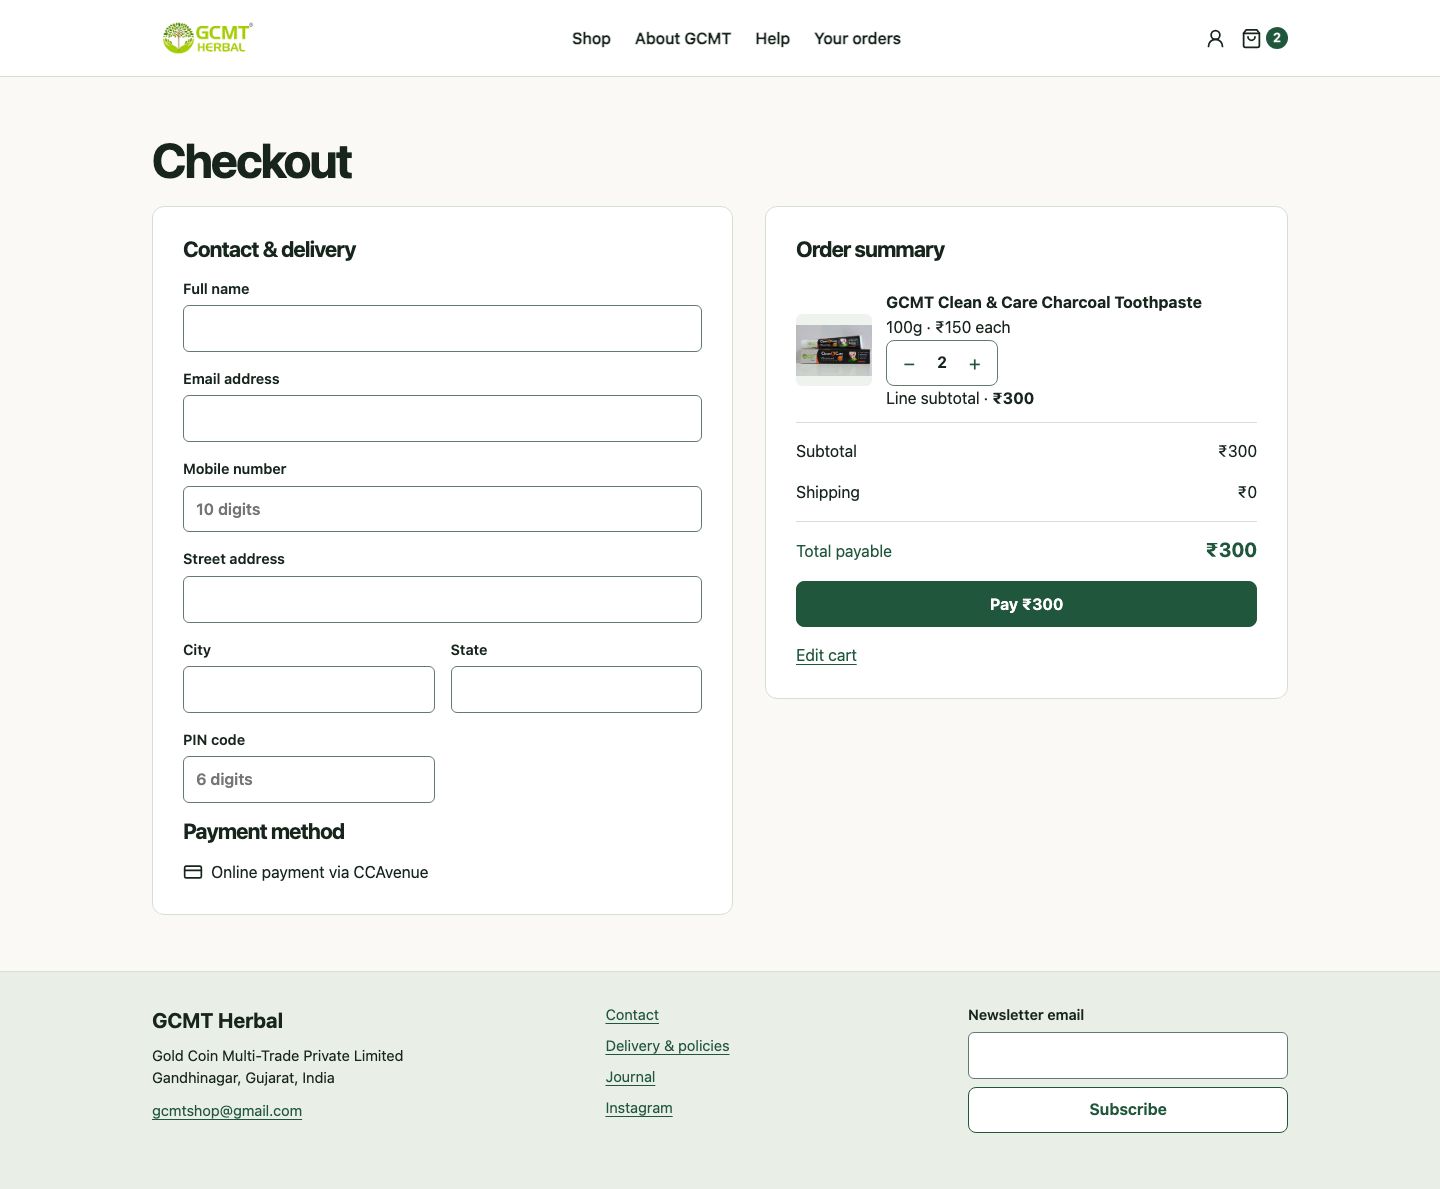 GCMT®
HERBAL
Shop
About GCMT
Help
Your orders
2
Checkout
Contact & delivery
Full name
Email address
Mobile number
10 digits
Street address
City
State
PIN code
6 digits
Payment method
Online payment via CCAvenue
Order summary
GCMT Clean & Care Charcoal Toothpaste
100g · ₹150 each
− 2 +
Line subtotal · ₹300
Subtotal ₹300
Shipping ₹0
Total payable ₹300
Pay ₹300
Edit cart
GCMT Herbal
Gold Coin Multi-Trade Private Limited
Gandhinagar, Gujarat, India
gcmtshop@gmail.com
Contact
Delivery & policies
Journal
Instagram
Newsletter email
Subscribe